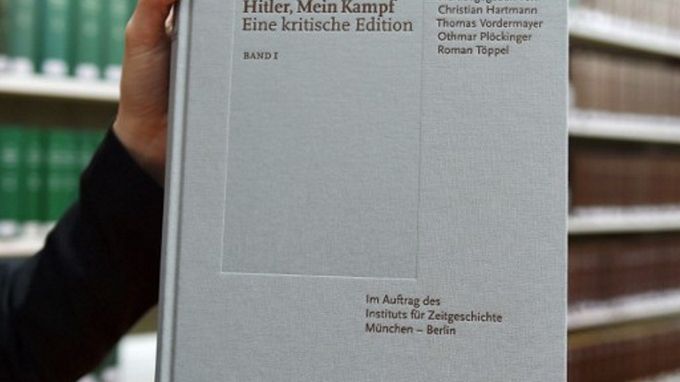 Hitler, Mein Kampf
Eine kritische Edition
BAND I
Christian Hartmann
Thomas Vordermayer
Othmar Plöckinger
Roman Töppel
Im Auftrag des
Instituts für Zeitgeschichte
München – Berlin